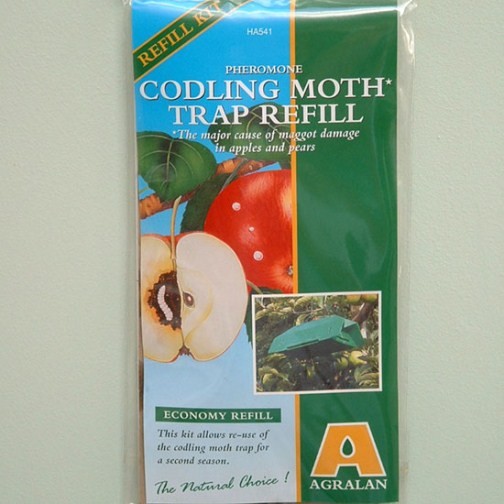 REFILL KIT
HA541
PHEROMONE
CODLING MOTH*
TRAP REFILL
*The major cause of maggot damage
in apples and pears
ECONOMY REFILL
This kit allows re-use of
the codling moth trap for
a second season.
The Natural Choice !
A
AGRALAN